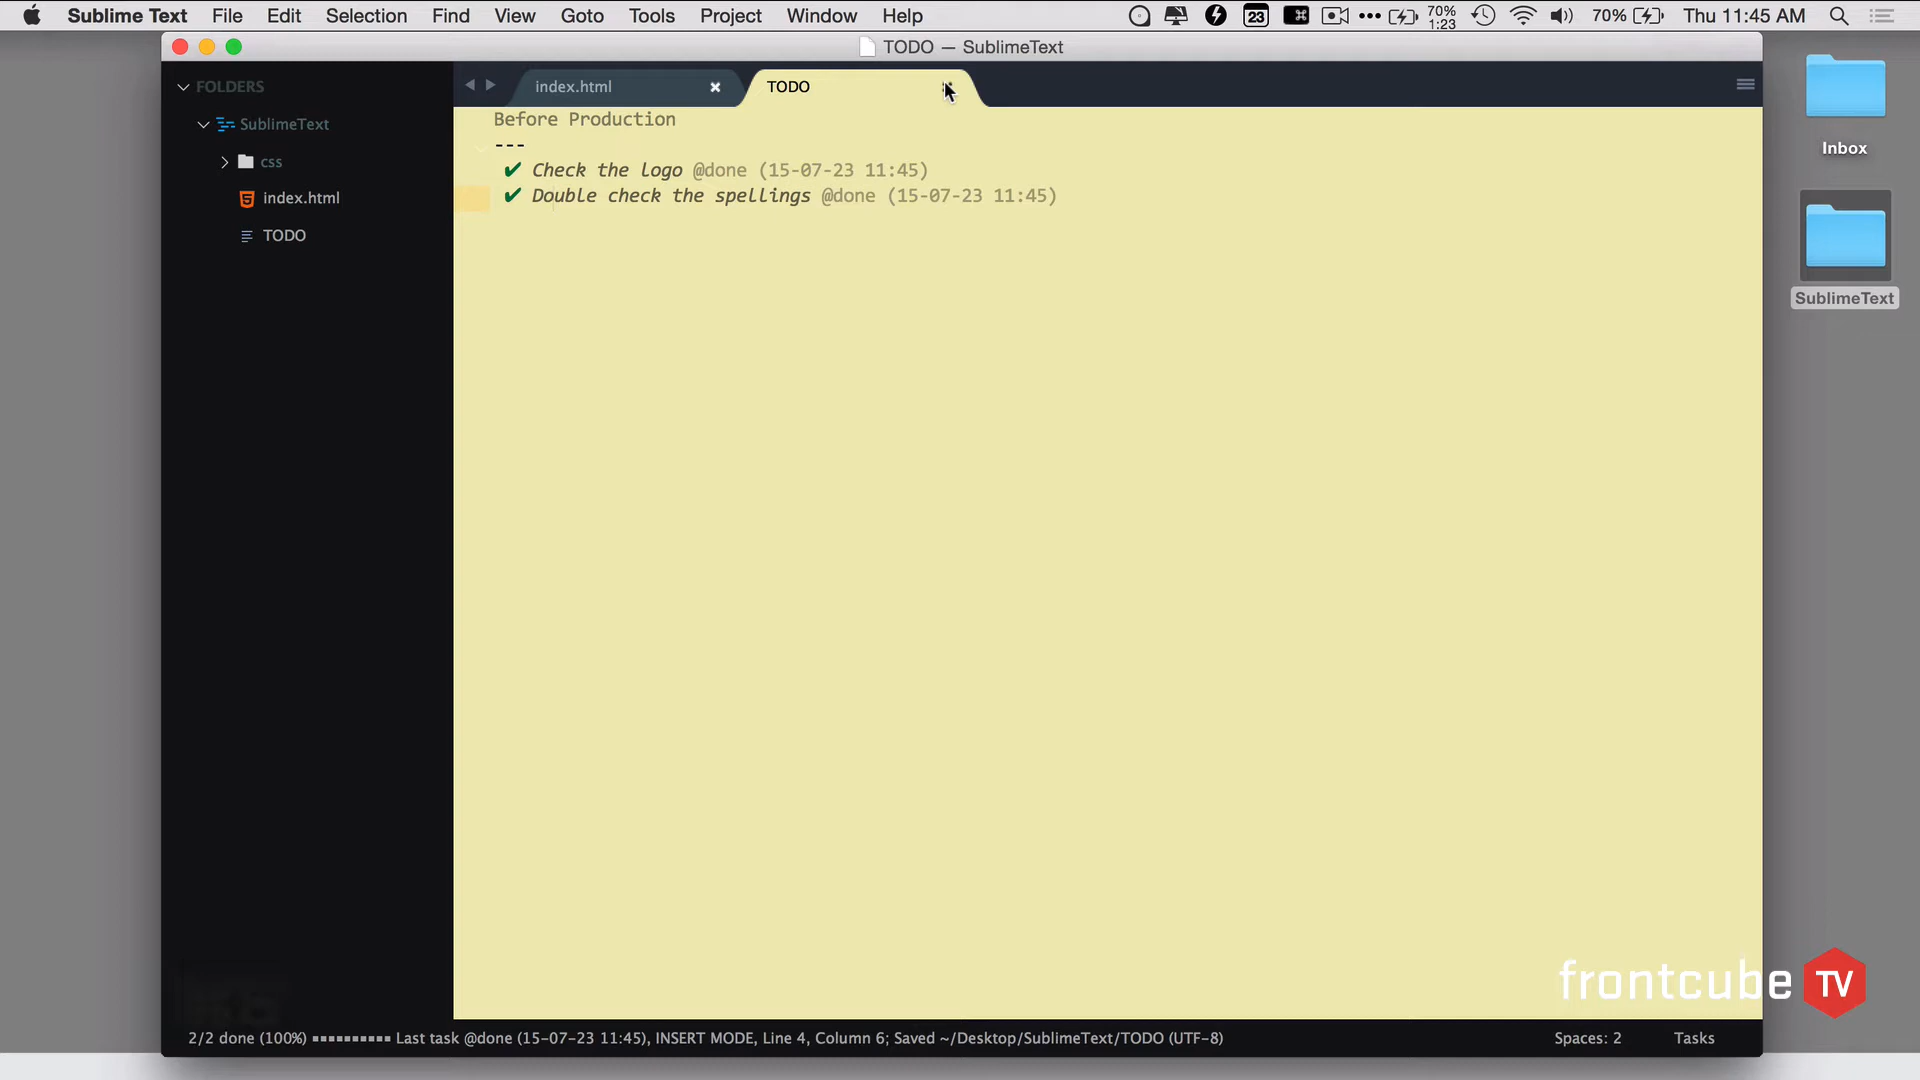 Sublime Text File Edit Selection Find View Goto Tools Project Window Help 23 70% 1:23 70% Thu 11:45 AM
TODO — SublimeText
FOLDERS
SublimeText
css
index.html
TODO
index.html
TODO
Before Production
---
✔ Check the logo @done (15-07-23 11:45)
✔ Double check the spellings @done (15-07-23 11:45)
Inbox
SublimeText
frontcube TV
2/2 done (100%) Last task @done (15-07-23 11:45), INSERT MODE, Line 4, Column 6; Saved ~/Desktop/SublimeText/TODO (UTF-8) Spaces: 2 Tasks